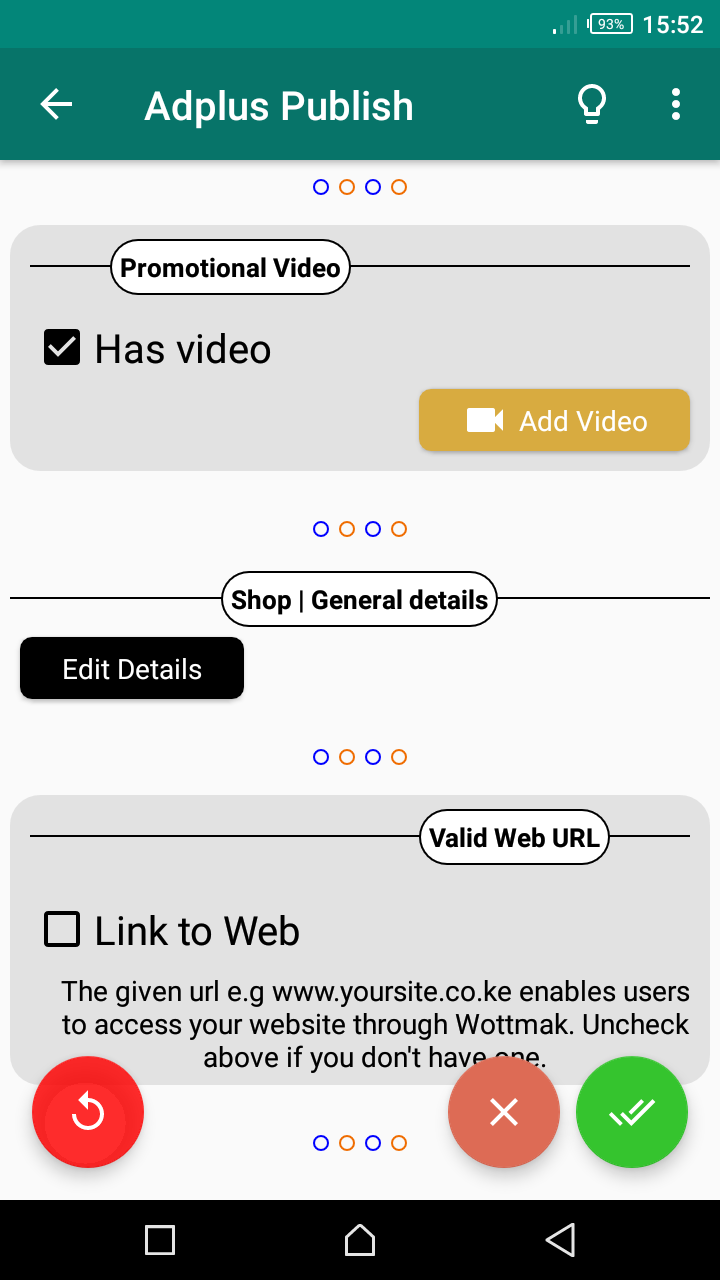 93% 15:52
Adplus Publish
Promotional Video
Has video
Add Video
Shop | General details
Edit Details
Valid Web URL
Link to Web
The given url e.g www.yoursite.co.ke enables users
to access your website through Wottmak. Uncheck
above if you don't have one.